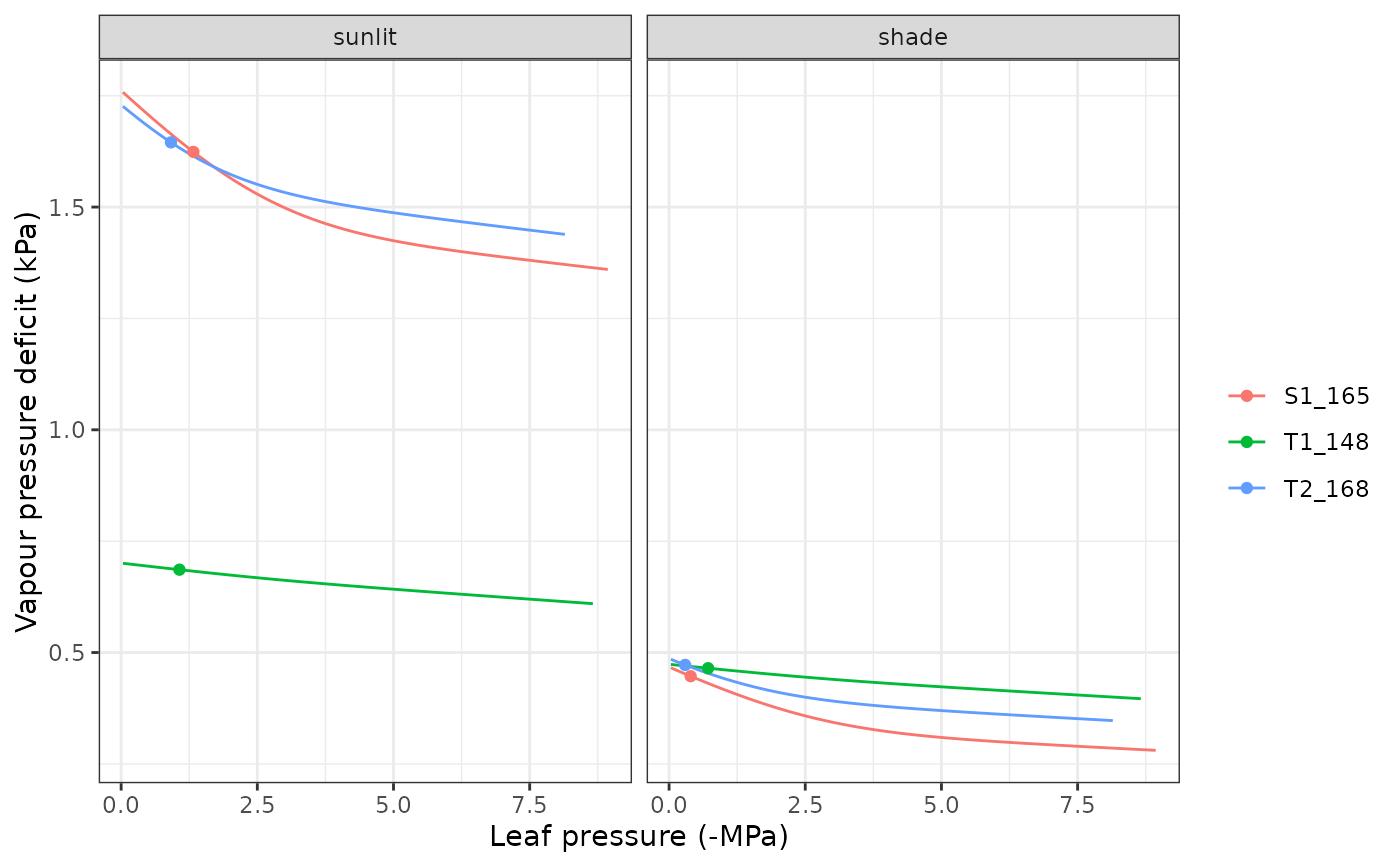 sunlit
shade
Vapour pressure deficit (kPa)
1.5
1.0
0.5
0.0 2.5 5.0 7.5
0.0 2.5 5.0 7.5
Leaf pressure (-MPa)
S1_165
T1_148
T2_168